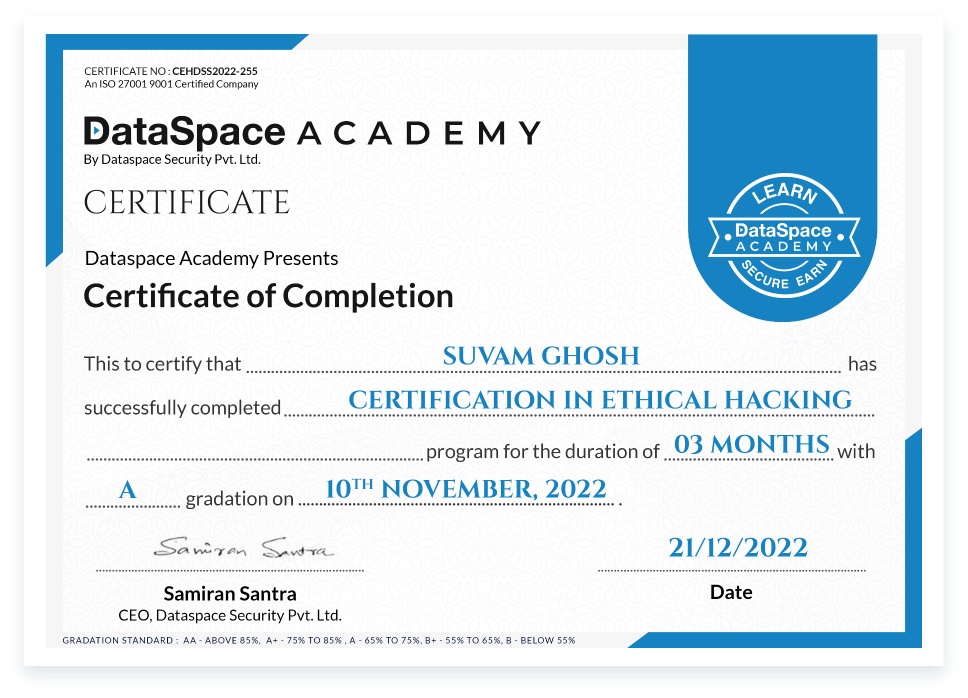 CERTIFICATE NO : CEHDSS2022-255
An ISO 27001 9001 Certified Company
DataSpace ACADEMY
By Dataspace Security Pvt. Ltd.
CERTIFICATE
LEARN
DataSpace
ACADEMY
SECURE EARN
Dataspace Academy Presents
Certificate of Completion
This to certify that SUVAM GHOSH has
successfully completed CERTIFICATION IN ETHICAL HACKING
program for the duration of 03 MONTHS with
A gradation on 10TH NOVEMBER, 2022 .
Samiran Santra
21/12/2022
Samiran Santra
Date
CEO, Dataspace Security Pvt. Ltd.
GRADATION STANDARD : AA - ABOVE 85%, A+ - 75% TO 85% , A - 65% TO 75%, B+ - 55% TO 65%, B - BELOW 55%